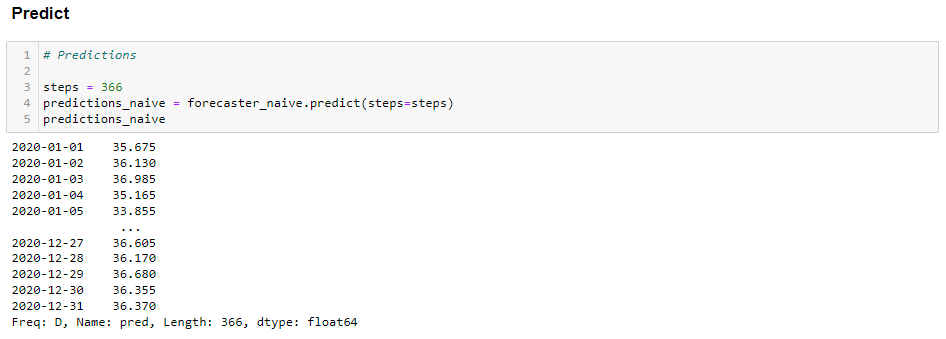 Predict
1 # Predictions
2
3 steps = 366
4 predictions_naive = forecaster_naive.predict(steps=steps)
5 predictions_naive
2020-01-01    35.675
2020-01-02    36.130
2020-01-03    36.985
2020-01-04    35.165
2020-01-05    33.855
               ...
2020-12-27    36.605
2020-12-28    36.170
2020-12-29    36.680
2020-12-30    36.355
2020-12-31    36.370
Freq: D, Name: pred, Length: 366, dtype: float64